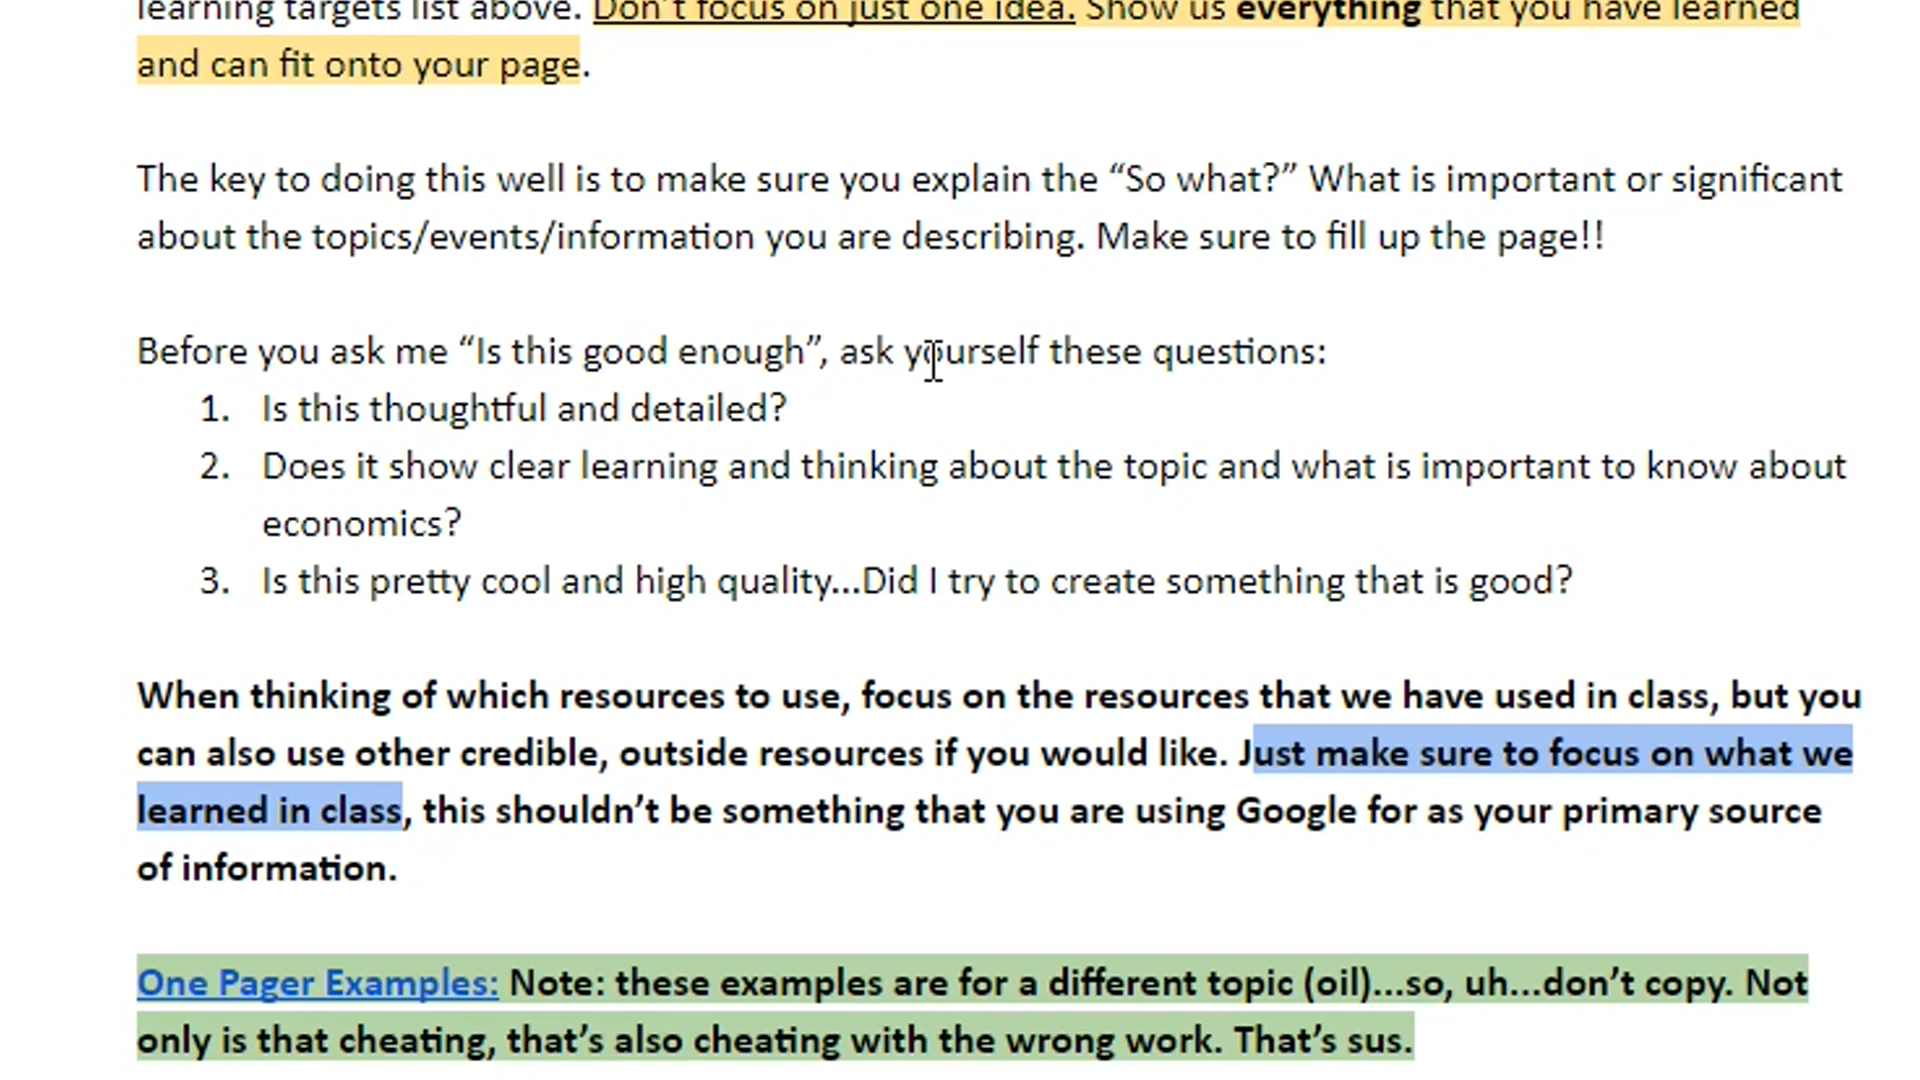 learning targets list above. Don't focus on just one idea. Show us everything that you have learned
and can fit onto your page.
The key to doing this well is to make sure you explain the “So what?” What is important or significant
about the topics/events/information you are describing. Make sure to fill up the page!!
Before you ask me “Is this good enough”, ask yourself these questions:
1. Is this thoughtful and detailed?
2. Does it show clear learning and thinking about the topic and what is important to know about
economics?
3. Is this pretty cool and high quality...Did I try to create something that is good?
When thinking of which resources to use, focus on the resources that we have used in class, but you
can also use other credible, outside resources if you would like. Just make sure to focus on what we
learned in class, this shouldn’t be something that you are using Google for as your primary source
of information.
One Pager Examples: Note: these examples are for a different topic (oil)...so, uh...don’t copy. Not
only is that cheating, that’s also cheating with the wrong work. That’s sus.